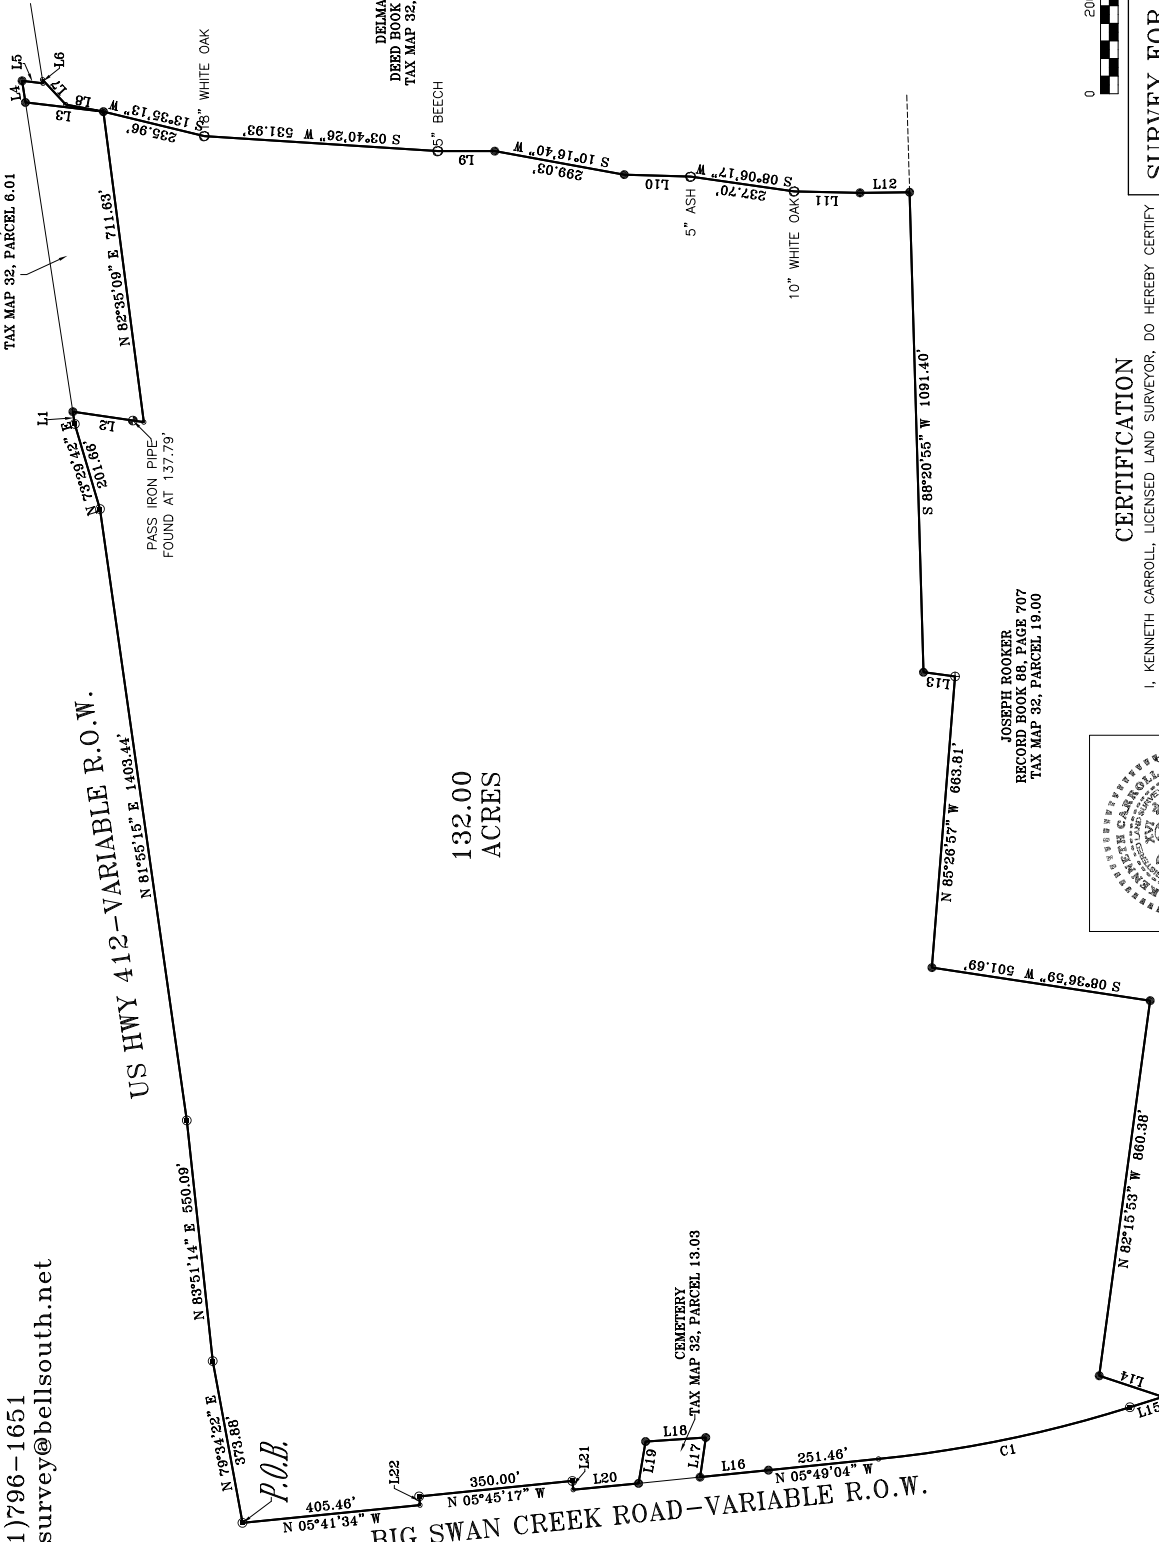 1)796-1651
survey@bellsouth.net
US HWY 412-VARIABLE R.O.W.
P.O.B.
N 79°34'22" E
373.88'
N 83°51'14" E 550.09'
N 81°55'15" E 1403.44'
N 73°29'42" E
201.66'
L1
L2
PASS IRON PIPE
FOUND AT 137.79'
TAX MAP 32, PARCEL 6.01
N 82°35'09" E 711.63'
L3
L4
L5
L6
L7
L8
S 13°35'13" W
235.96'
18" WHITE OAK
DELMA
DEED BOOK
TAX MAP 32,
S 03°40'26" W 531.93'
5" BEECH
L9
S 10°16'40" W
299.03'
L10
5" ASH
S 08°06'17" W
237.70'
10" WHITE OAK
L11
L12
S 88°20'55" W 1091.40'
L13
N 85°26'57" W 663.81'
JOSEPH ROOKER
RECORD BOOK 88, PAGE 707
TAX MAP 32, PARCEL 19.00
S 08°36'59" W 501.69'
N 82°15'53" W 860.38'
L14
L15
C1
N 05°49'04" W
251.46'
L16
L17
L18
L19
CEMETERY
TAX MAP 32, PARCEL 13.03
L20
L21
N 05°45'17" W
350.00'
L22
N 05°41'34" W
405.46'
BIG SWAN CREEK ROAD-VARIABLE R.O.W.
132.00
ACRES
CERTIFICATION
I, KENNETH CARROLL, LICENSED LAND SURVEYOR, DO HEREBY CERTIFY
KENNETH CARROLL
0
20
SURVEY FOR